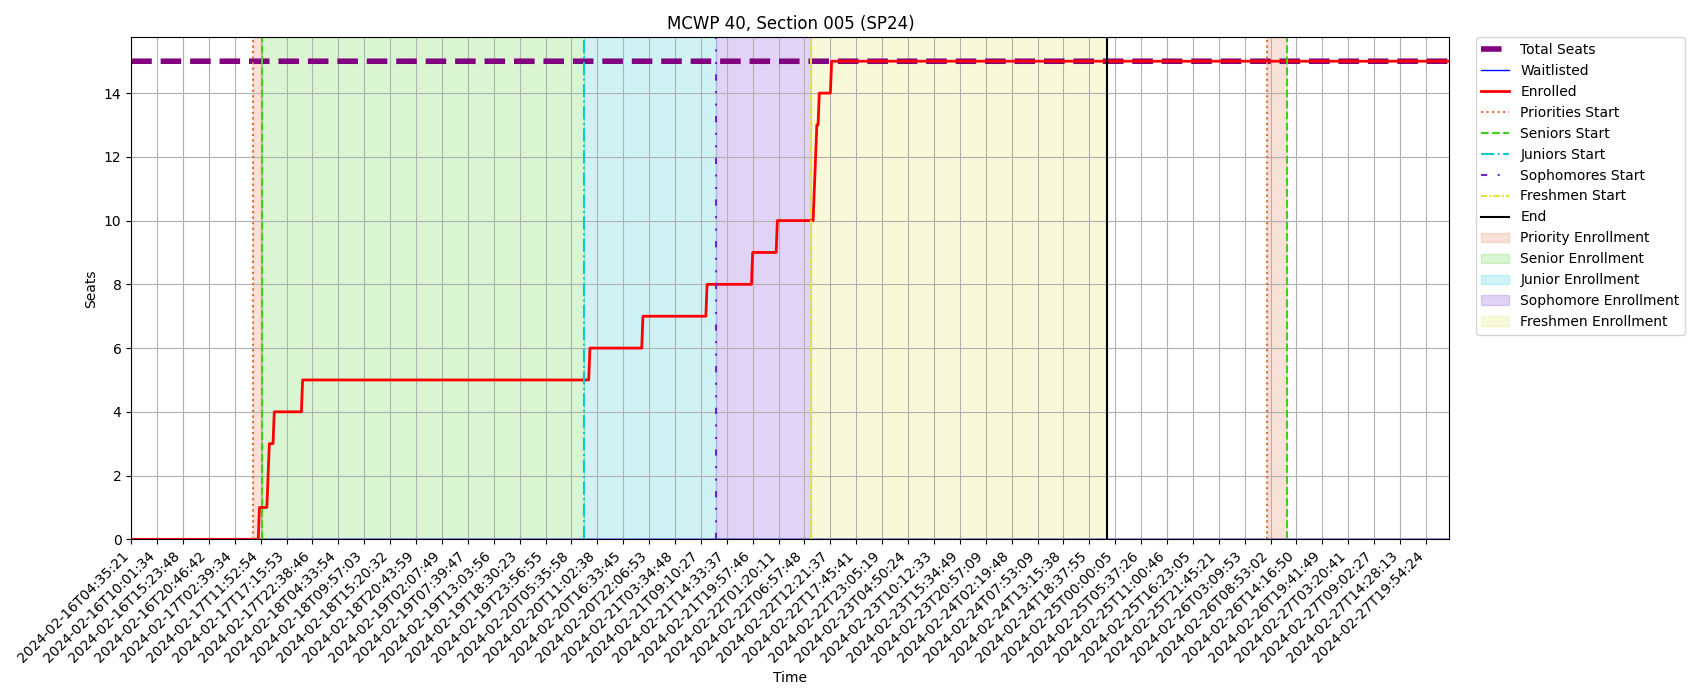 MCWP 40, Section 005 (SP24)
Seats
14
12
10
8
6
4
2
0
2024-02-16T04:35:21
2024-02-16T10:01:34
2024-02-16T15:23:48
2024-02-16T20:46:42
2024-02-17T02:39:34
2024-02-17T11:52:54
2024-02-17T17:15:53
2024-02-17T22:38:46
2024-02-18T04:33:54
2024-02-18T09:57:03
2024-02-18T15:20:32
2024-02-18T20:43:59
2024-02-19T02:07:49
2024-02-19T07:39:47
2024-02-19T13:03:56
2024-02-19T18:30:23
2024-02-19T23:56:55
2024-02-20T05:35:58
2024-02-20T11:02:38
2024-02-20T16:33:45
2024-02-20T22:06:53
2024-02-21T03:34:48
2024-02-21T09:10:27
2024-02-21T14:33:37
2024-02-21T19:57:46
2024-02-22T01:20:11
2024-02-22T06:57:48
2024-02-22T12:21:37
2024-02-22T17:45:41
2024-02-22T23:05:19
2024-02-23T04:50:24
2024-02-23T10:12:33
2024-02-23T15:34:49
2024-02-23T20:57:09
2024-02-24T02:19:48
2024-02-24T07:53:09
2024-02-24T13:15:38
2024-02-24T18:37:55
2024-02-25T00:00:05
2024-02-25T05:37:26
2024-02-25T11:00:46
2024-02-25T16:23:05
2024-02-25T21:45:21
2024-02-26T03:09:53
2024-02-26T08:53:02
2024-02-26T14:16:50
2024-02-26T19:41:49
2024-02-27T03:20:41
2024-02-27T09:02:27
2024-02-27T14:28:13
2024-02-27T19:54:24
Time
Total Seats
Waitlisted
Enrolled
Priorities Start
Seniors Start
Juniors Start
Sophomores Start
Freshmen Start
End
Priority Enrollment
Senior Enrollment
Junior Enrollment
Sophomore Enrollment
Freshmen Enrollment